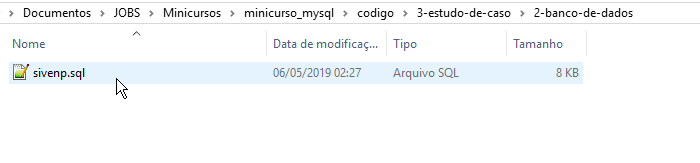 Documentos > JOBS > Minicursos > minicurso_mysql > codigo > 3-estudo-de-caso > 2-banco-de-dados
Nome Data de modificaç... Tipo Tamanho
sivenp.sql 06/05/2019 02:27 Arquivo SQL 8 KB